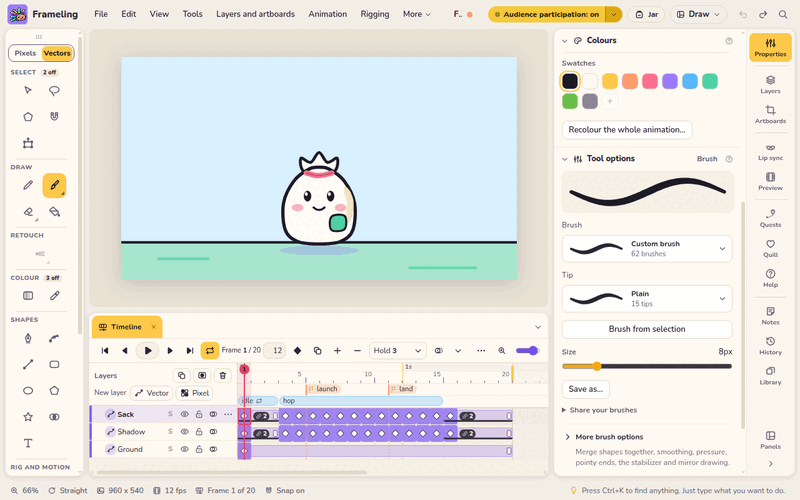 Frameling
File
Edit
View
Tools
Layers and artboards
Animation
Rigging
More
F..
Audience participation: on
Jar
Draw
Pixels
Vectors
SELECT
2 off
DRAW
RETOUCH
COLOUR
3 off
SHAPES
RIG AND MOTION
Colours
Swatches
Recolour the whole animation...
Tool options
Brush
Brush
Custom brush
62 brushes
Tip
Plain
15 tips
Brush from selection
Size
8px
Save as...
Share your brushes
More brush options
Merge shapes together, smoothing, pressure,
pointy ends, the stabilizer and mirror drawing.
Properties
Layers
Artboards
Lip sync
Preview
Quests
Quill
Help
Notes
History
Library
Panels
Timeline
Frame 1 / 20
12
Hold 3
Layers
New layer
Vector
Pixel
1
5
10
15
20
1s
launch
land
idle
hop
Sack
S
2
2
Shadow
S
2
2
Ground
S
66%
Straight
960 x 540
12 fps
Frame 1 of 20
Snap on
Press Ctrl+K to find anything. Just type what you want to do.